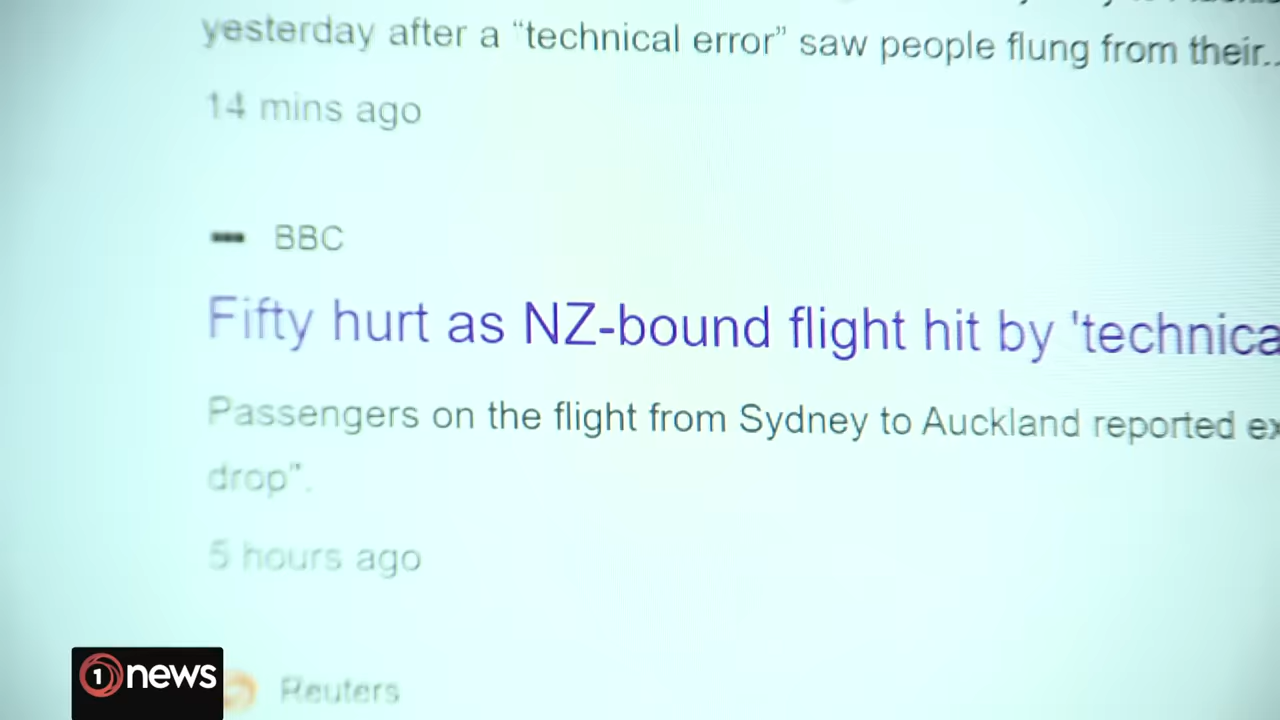 yesterday after a “technical error” saw people flung from their...
14 mins ago
BBC
Fifty hurt as NZ-bound flight hit by 'technica
Passengers on the flight from Sydney to Auckland reported ex
drop”.
5 hours ago
1news
Reuters